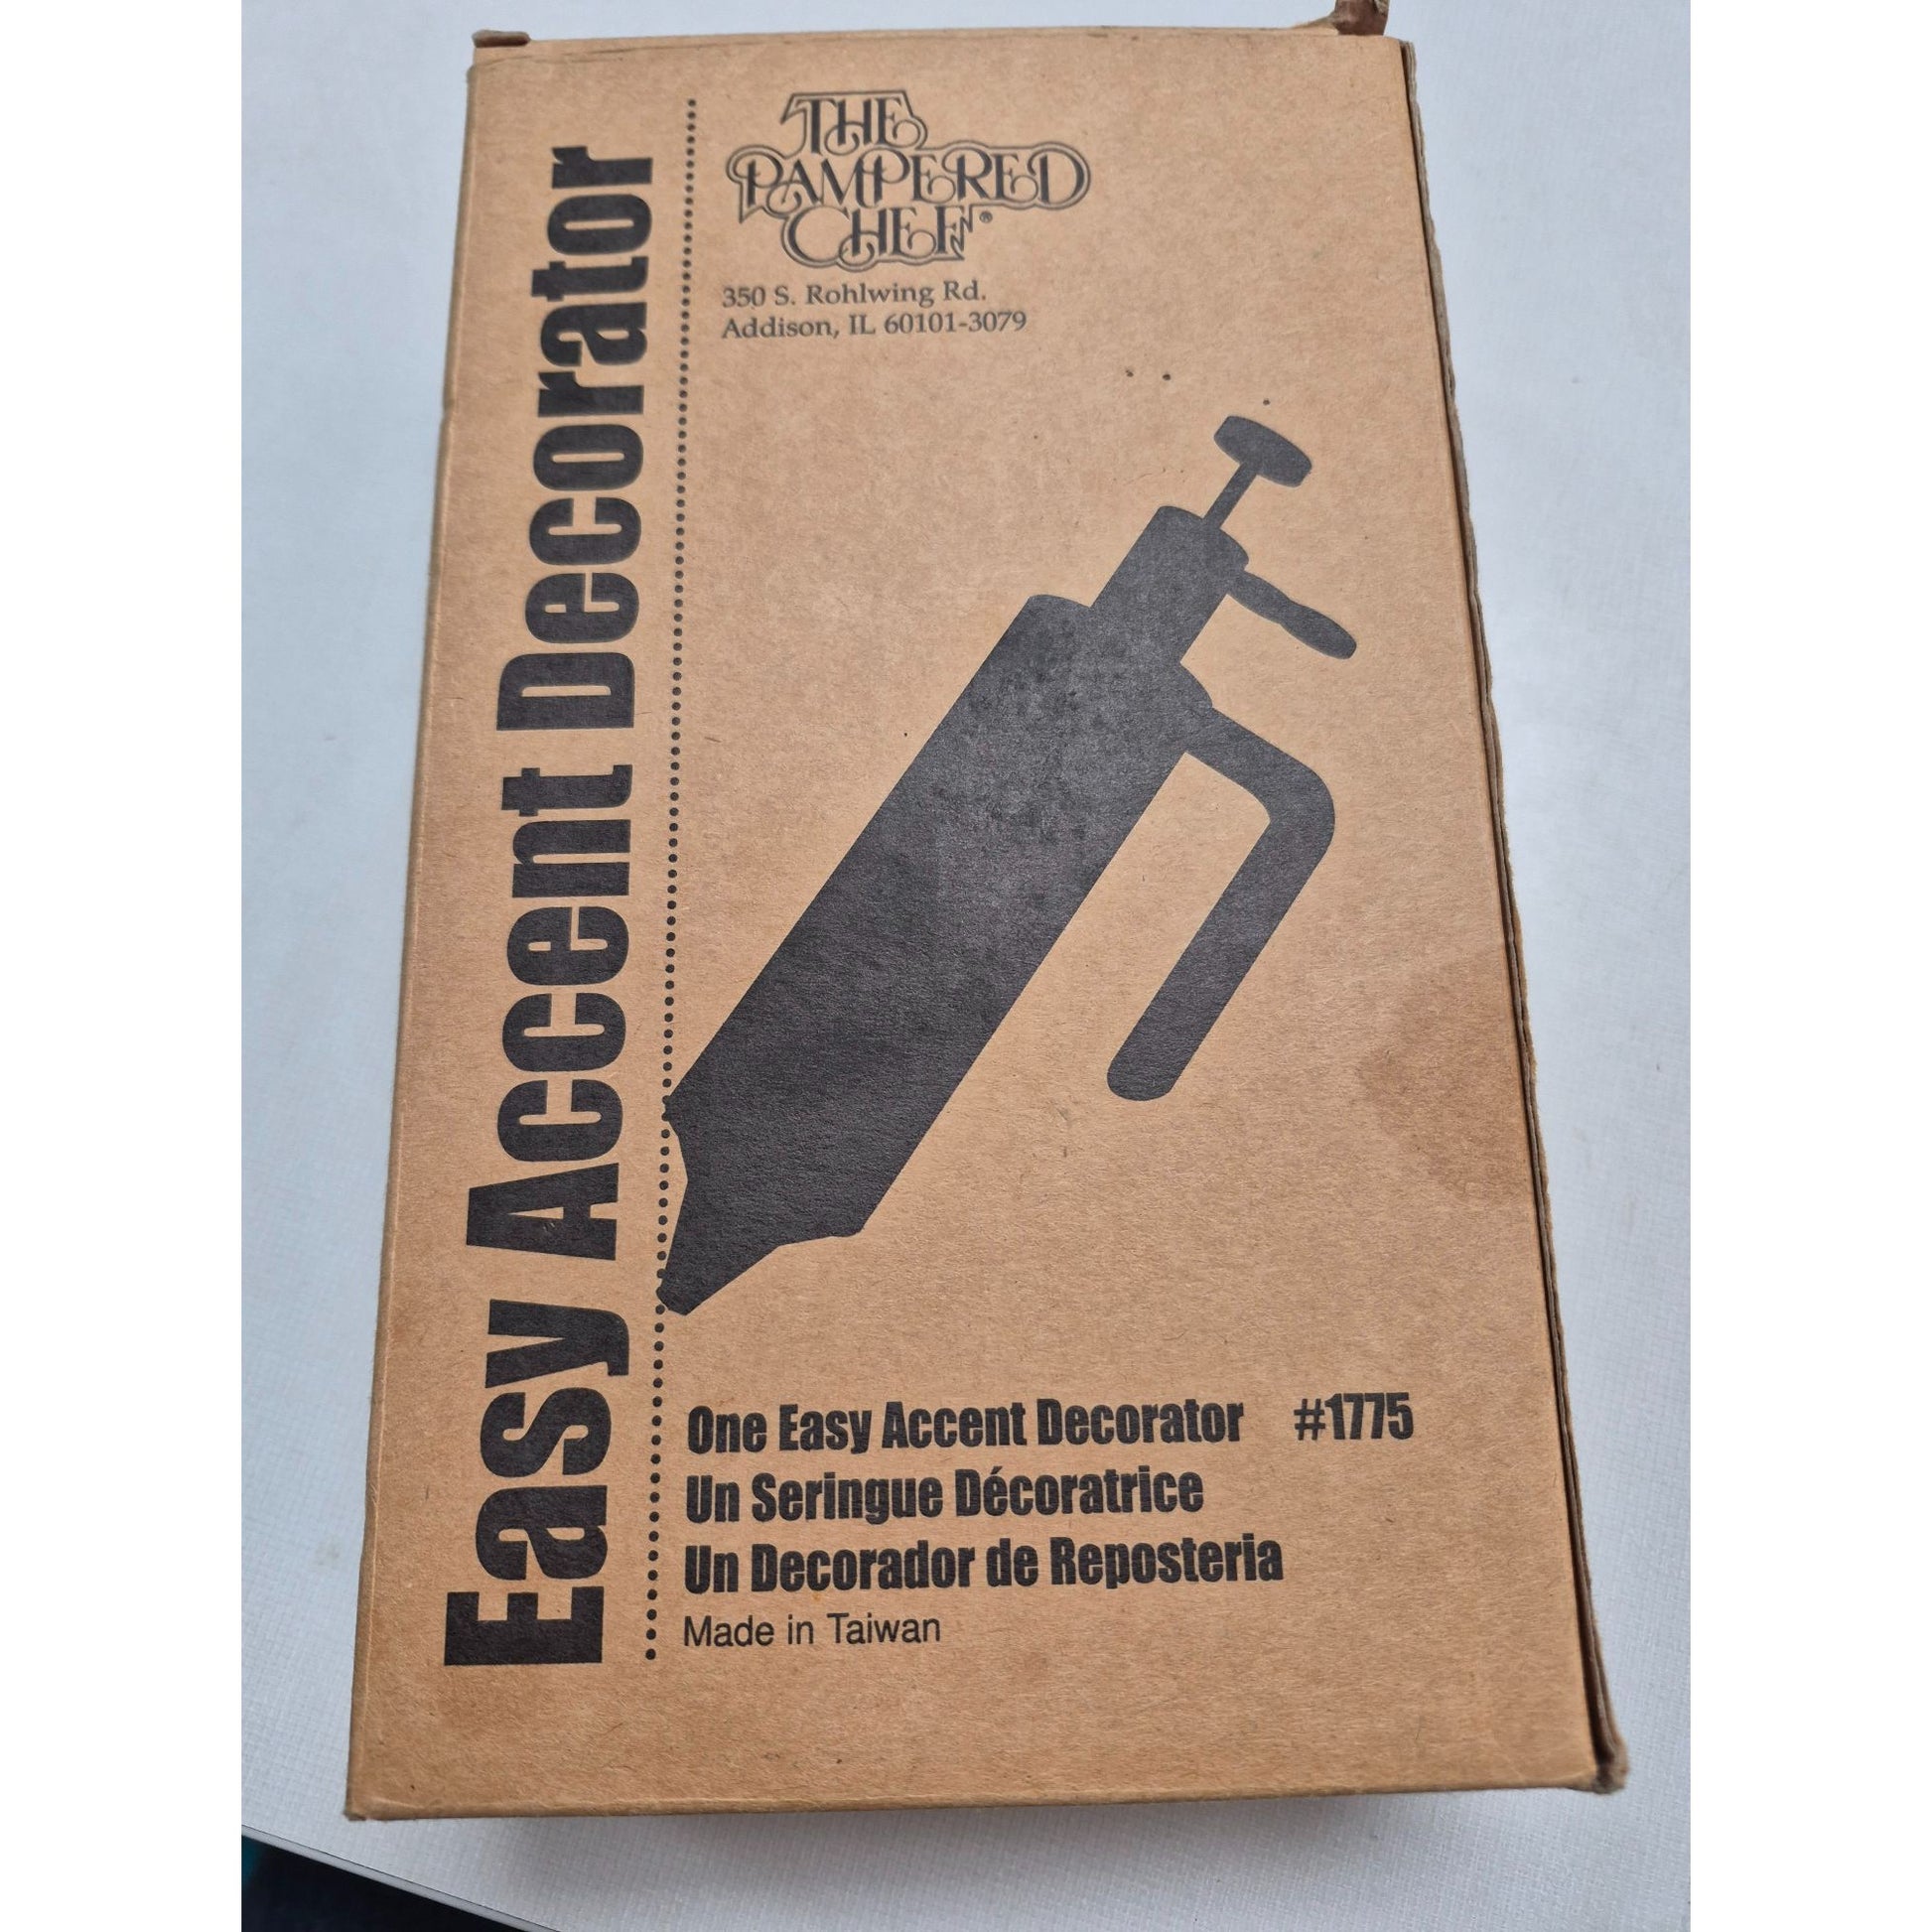 Easy Accent Decorator
THE
PAMPERED
CHEF®
350 S. Rohlwing Rd.
Addison, IL 60101-3079
One Easy Accent Decorator #1775
Un Seringue Décoratrice
Un Decorador de Reposteria
Made in Taiwan